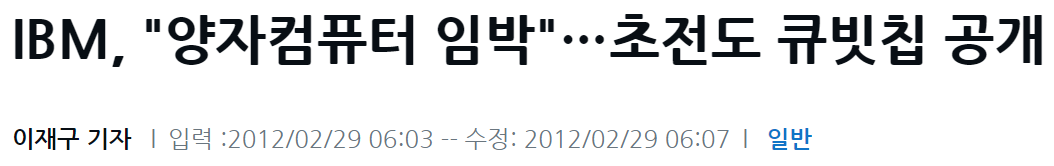 IBM, "양자컴퓨터 임박"…초전도 큐빗칩 공개
이재구 기자 ㅣ 입력 :2012/02/29 06:03 -- 수정: 2012/02/29 06:07 ㅣ 일반